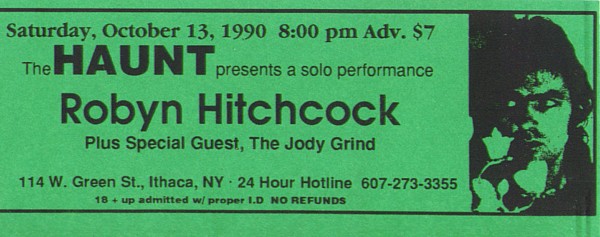 Saturday, October 13, 1990 8:00 pm Adv. $7
The HAUNT presents a solo performance
Robyn Hitchcock
Plus Special Guest, The Jody Grind
114 W. Green St., Ithaca, NY · 24 Hour Hotline 607-273-3355
18 + up admitted w/ proper I.D NO REFUNDS